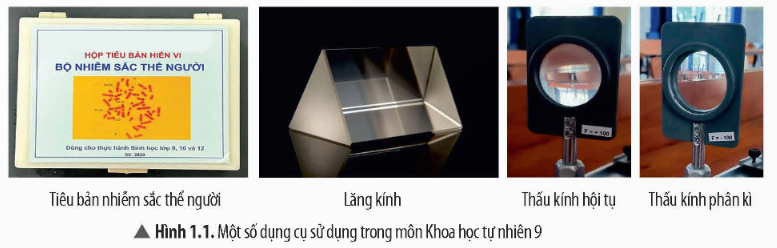 HỘP TIÊU BẢN HIỂN VI
BỘ NHIỄM SẮC THỂ NGƯỜI
Dùng cho thực hành Sinh học lớp 9, 10 và 12
F = + 100
F = - 100
Tiêu bản nhiễm sắc thể người
Lăng kính
Thấu kính hội tụ
Thấu kính phân kì
▲ Hình 1.1. Một số dụng cụ sử dụng trong môn Khoa học tự nhiên 9